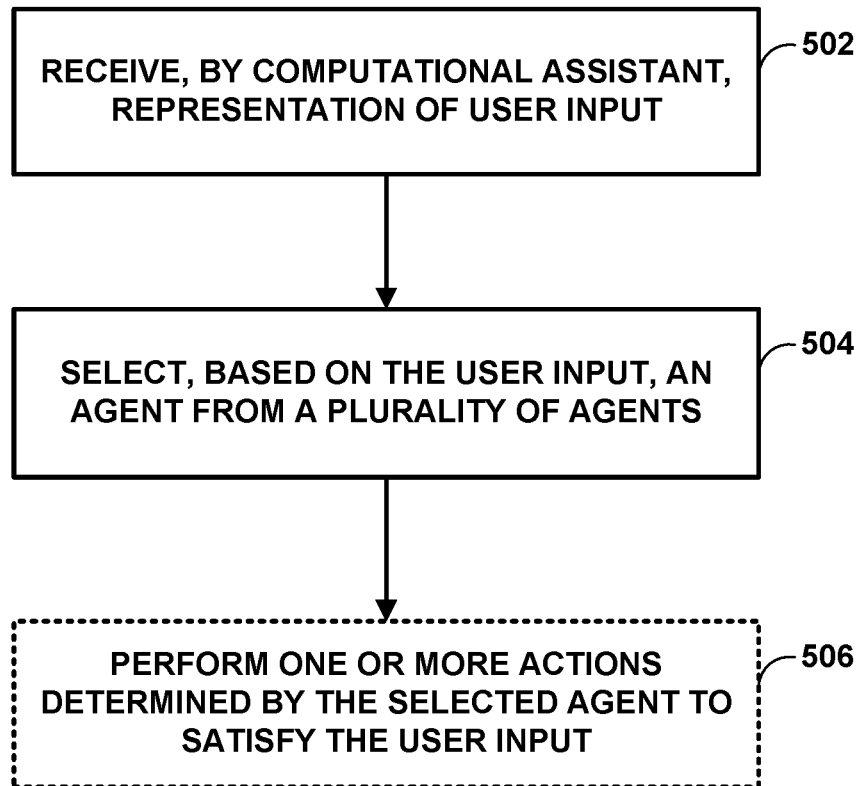 RECEIVE, BY COMPUTATIONAL ASSISTANT,
REPRESENTATION OF USER INPUT
502
SELECT, BASED ON THE USER INPUT, AN
AGENT FROM A PLURALITY OF AGENTS
504
PERFORM ONE OR MORE ACTIONS
DETERMINED BY THE SELECTED AGENT TO
SATISFY THE USER INPUT
506